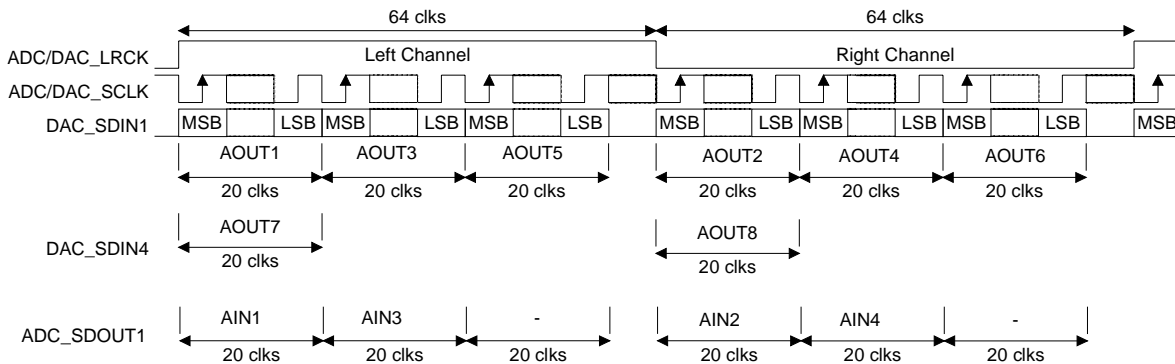 64 clks 64 clks
ADC/DAC_LRCK Left Channel Right Channel
ADC/DAC_SCLK
DAC_SDIN1 MSB LSB MSB LSB MSB LSB MSB LSB MSB LSB MSB LSB MSB
AOUT1 AOUT3 AOUT5 AOUT2 AOUT4 AOUT6
20 clks 20 clks 20 clks 20 clks 20 clks 20 clks
AOUT7 AOUT8
DAC_SDIN4
20 clks 20 clks
AIN1 AIN3 - AIN2 AIN4 -
ADC_SDOUT1
20 clks 20 clks 20 clks 20 clks 20 clks 20 clks